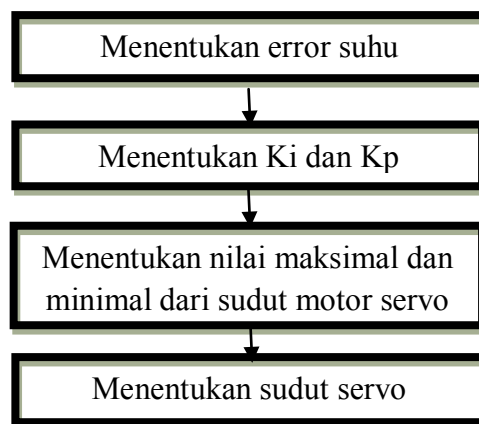 Menentukan error suhu
Menentukan Ki dan Kp
Menentukan nilai maksimal dan
minimal dari sudut motor servo
Menentukan sudut servo